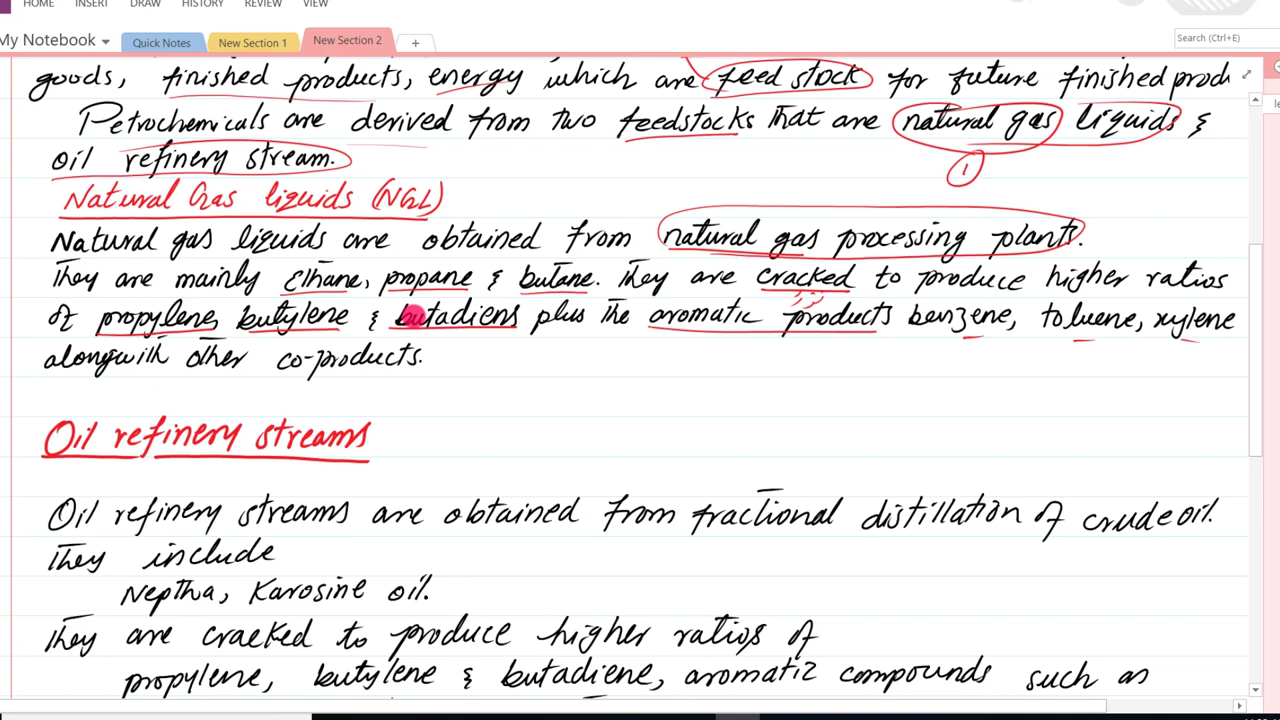 HOME INSERT DRAW HISTORY REVIEW VIEW
My Notebook Quick Notes New Section 1 New Section 2 + Search (Ctrl+E)
goods, finished products, energy which are feed stock for future finished prod
Petrochemicals are derived from two feedstocks that are natural gas liquids &
oil refinery stream.
1
Natural Gas liquids (NGL)
Natural gas liquids are obtained from natural gas processing plants.
They are mainly Ethane, propane & butane. They are cracked to produce higher ratios
of propylene, butylene & butadiens plus the aromatic products benzene, toluene, xylene
alongwith other co-products.
Oil refinery streams
Oil refinery streams are obtained from fractional distillation of crude oil.
They include
Neptha, Karosine oil.
They are cracked to produce higher ratios of
propylene, butylene & butadiene, aromatic compounds such as